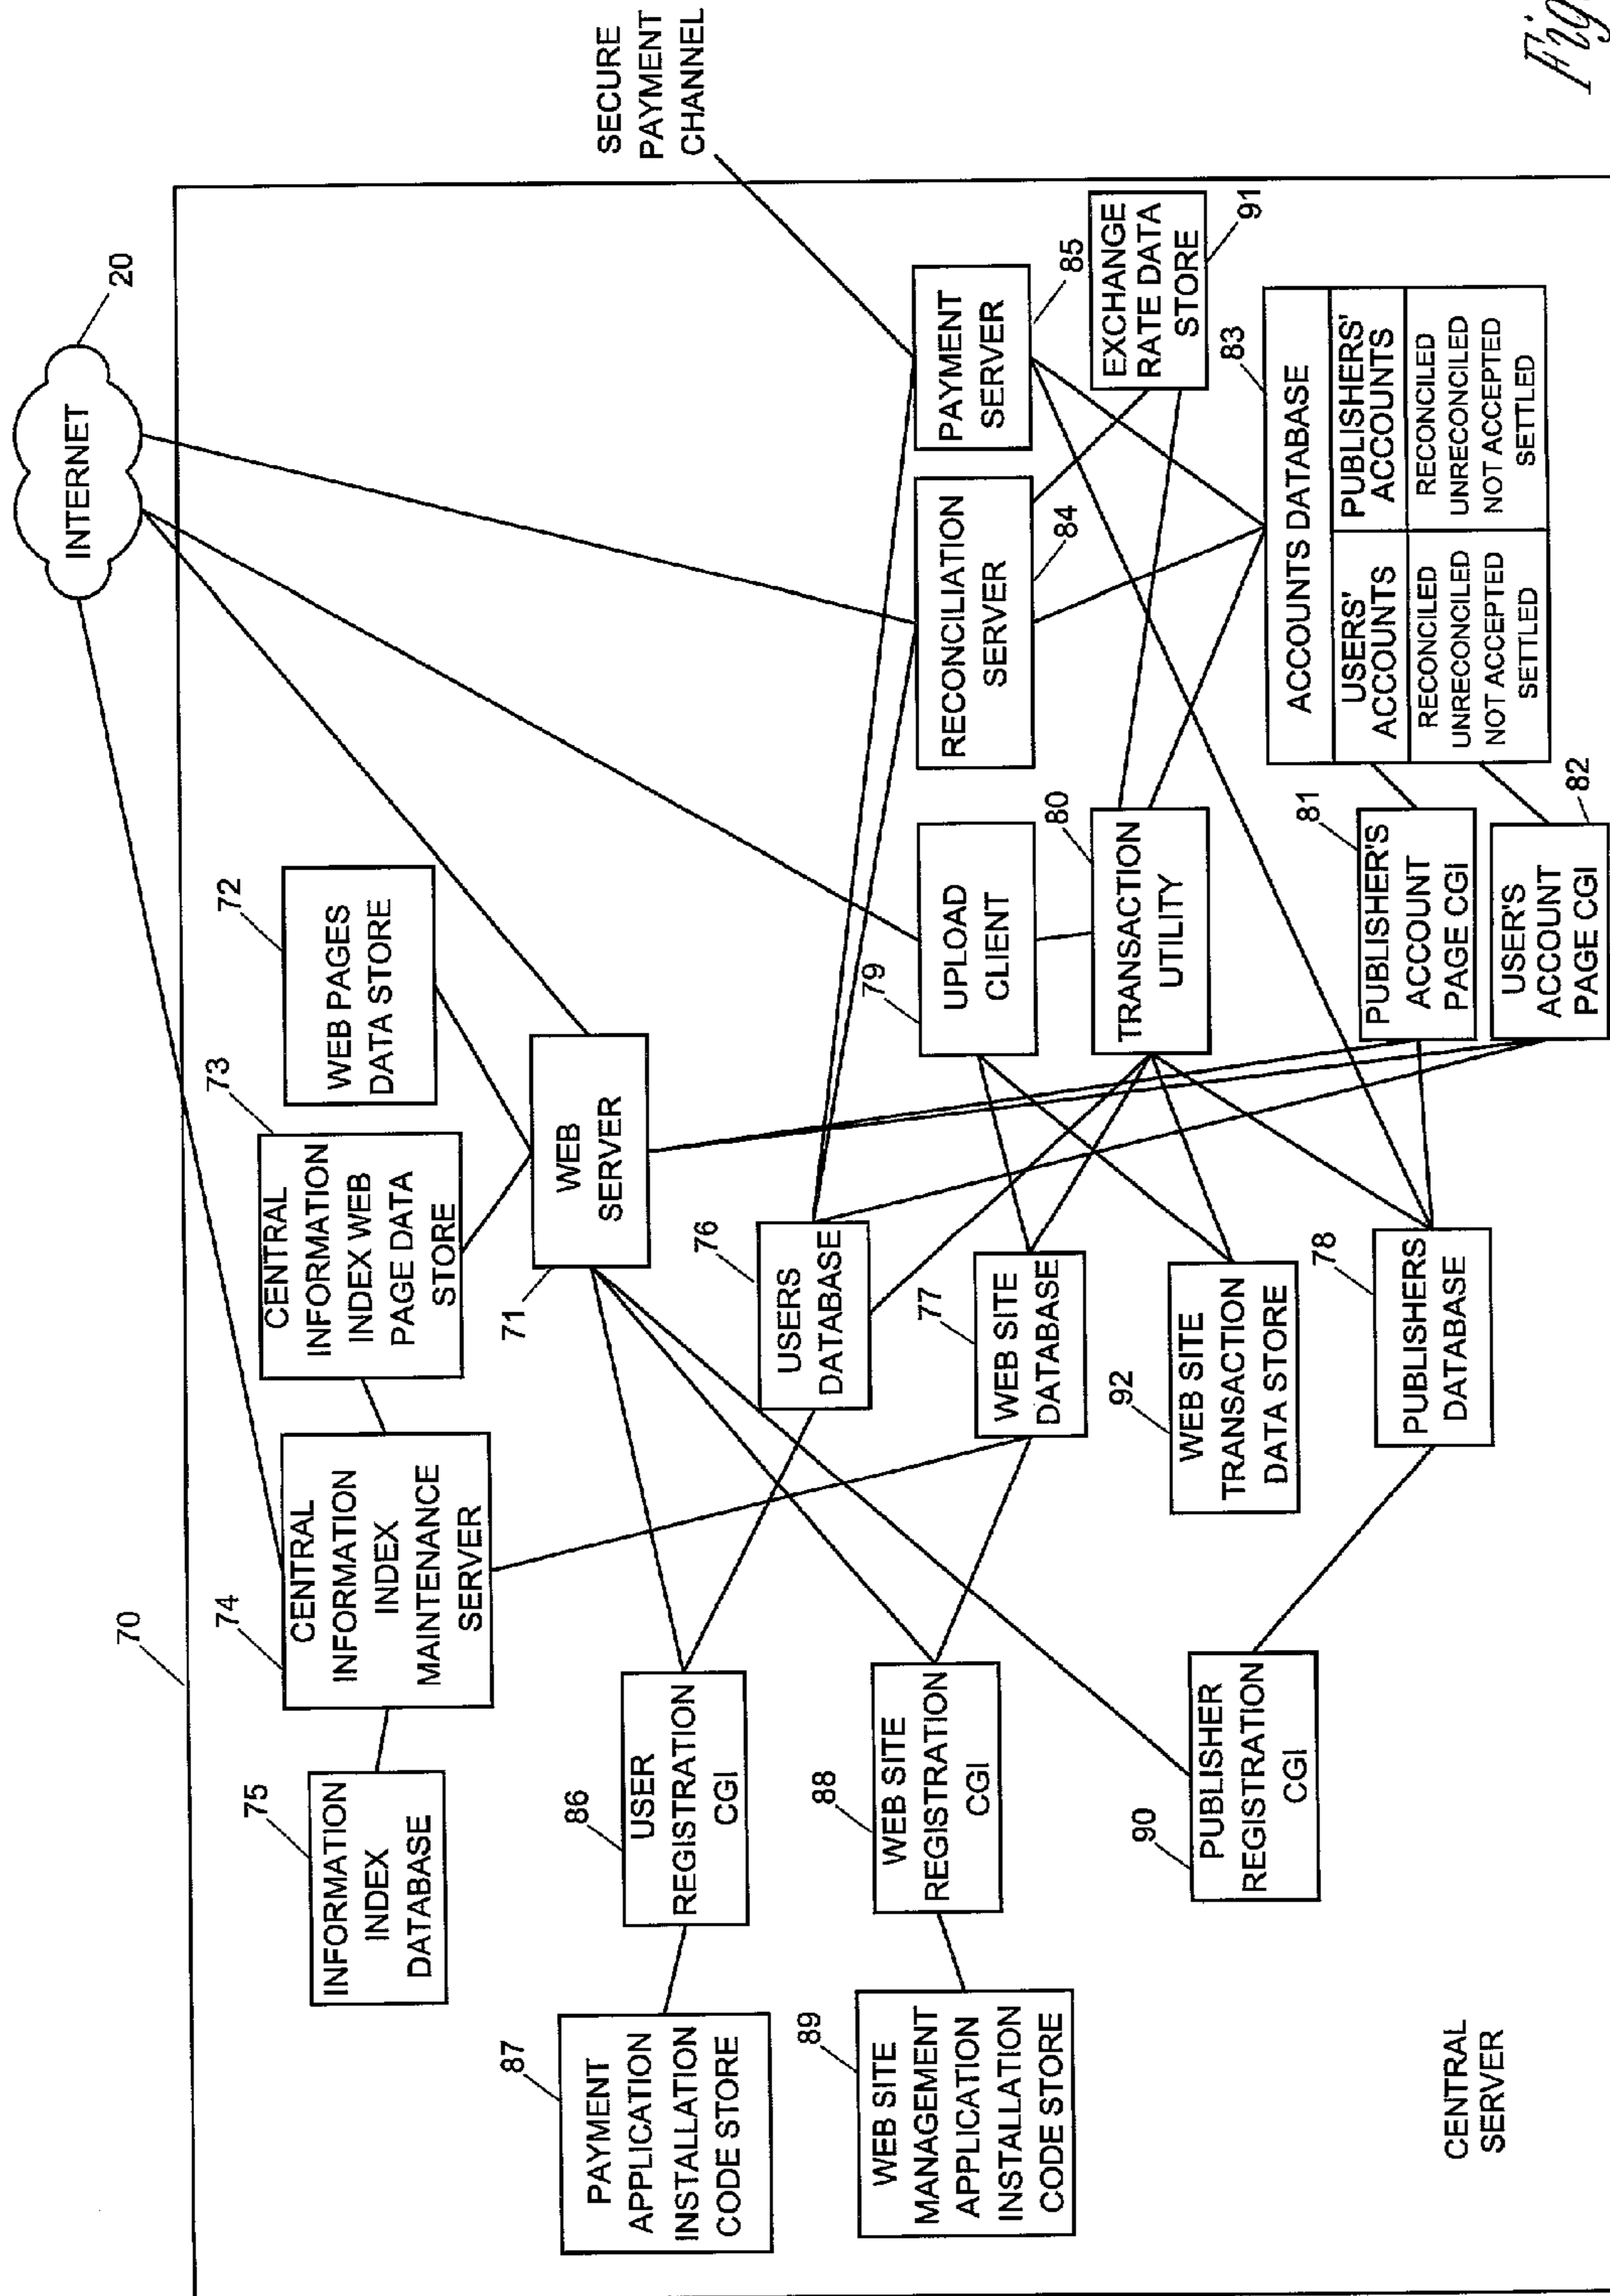 INTERNET
20
SECURE
PAYMENT
CHANNEL
70
75
INFORMATION
INDEX
DATABASE
74
CENTRAL
INFORMATION
INDEX
MAINTENANCE
SERVER
73
CENTRAL
INFORMATION
INDEX WEB
PAGE DATA
STORE
72
WEB PAGES
DATA STORE
71
WEB
SERVER
87
PAYMENT
APPLICATION
INSTALLATION
CODE STORE
86
USER
REGISTRATION
CGI
76
USERS
DATABASE
89
WEB SITE
MANAGEMENT
APPLICATION
INSTALLATION
CODE STORE
88
WEB SITE
REGISTRATION
CGI
77
WEB SITE
DATABASE
79
UPLOAD
CLIENT
RECONCILIATION
SERVER
84
PAYMENT
SERVER
85
90
PUBLISHER
REGISTRATION
CGI
92
WEB SITE
TRANSACTION
DATA STORE
80
TRANSACTION
UTILITY
EXCHANGE
RATE DATA
STORE
91
78
PUBLISHERS
DATABASE
81
PUBLISHER'S
ACCOUNT
PAGE CGI
82
USER'S
ACCOUNT
PAGE CGI
83
ACCOUNTS DATABASE
USERS'
ACCOUNTS
RECONCILED
UNRECONCILED
NOT ACCEPTED
SETTLED
PUBLISHERS'
ACCOUNTS
RECONCILED
UNRECONCILED
NOT ACCEPTED
SETTLED
CENTRAL
SERVER
Fig